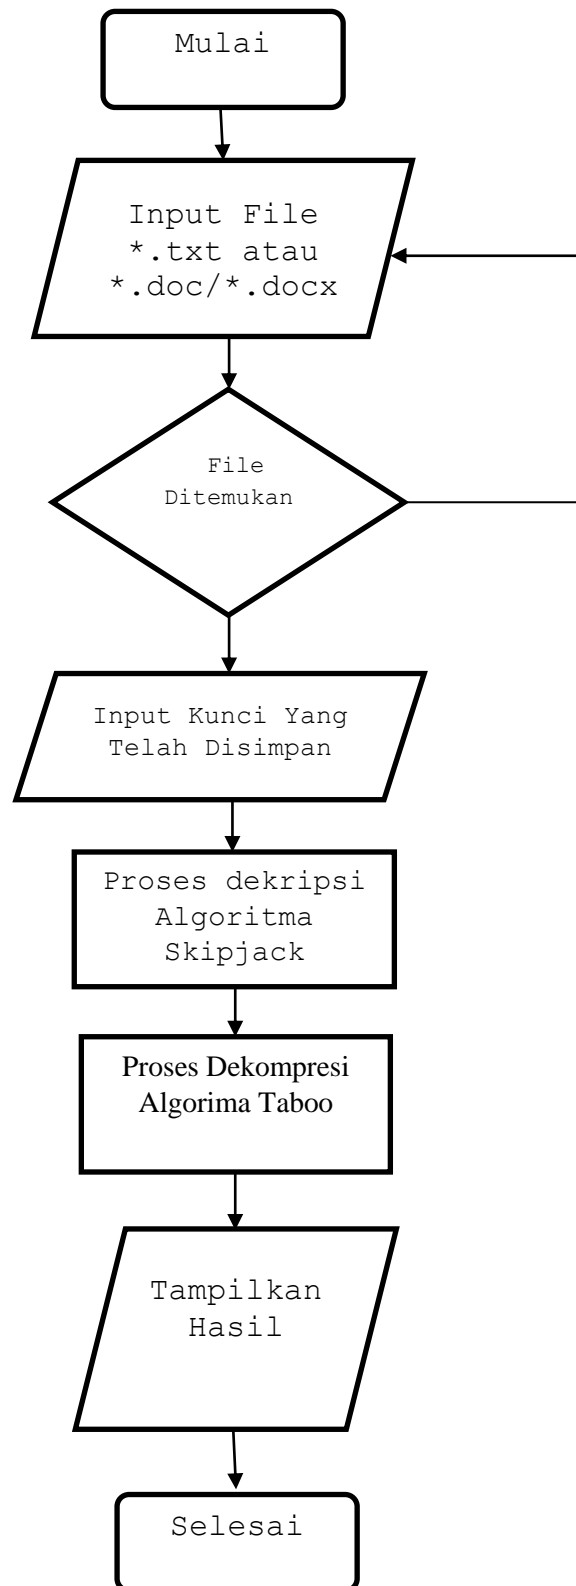 Mulai
Input File
*.txt atau
*.doc/*.docx
File
Ditemukan
Input Kunci Yang
Telah Disimpan
Proses dekripsi
Algoritma
Skipjack
Proses Dekompresi
Algorima Taboo
Tampilkan
Hasil
Selesai